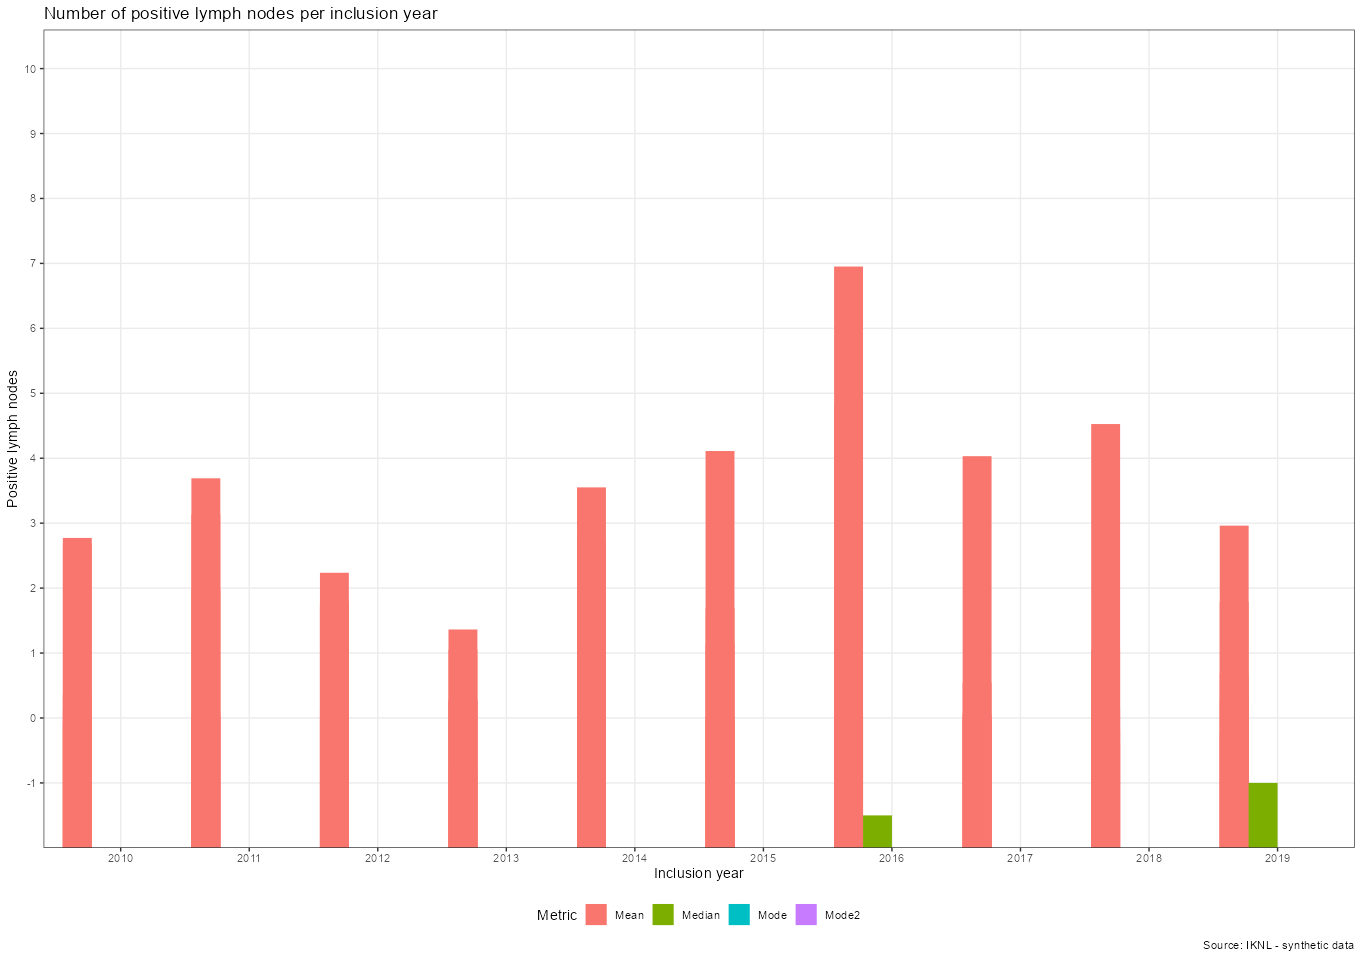 Number of positive lymph nodes per inclusion year
Positive lymph nodes
10
9
8
7
6
5
4
3
2
1
0
-1
2010 2011 2012 2013 2014 2015 2016 2017 2018 2019
Inclusion year
Metric Mean Median Mode Mode2
Source: IKNL - synthetic data